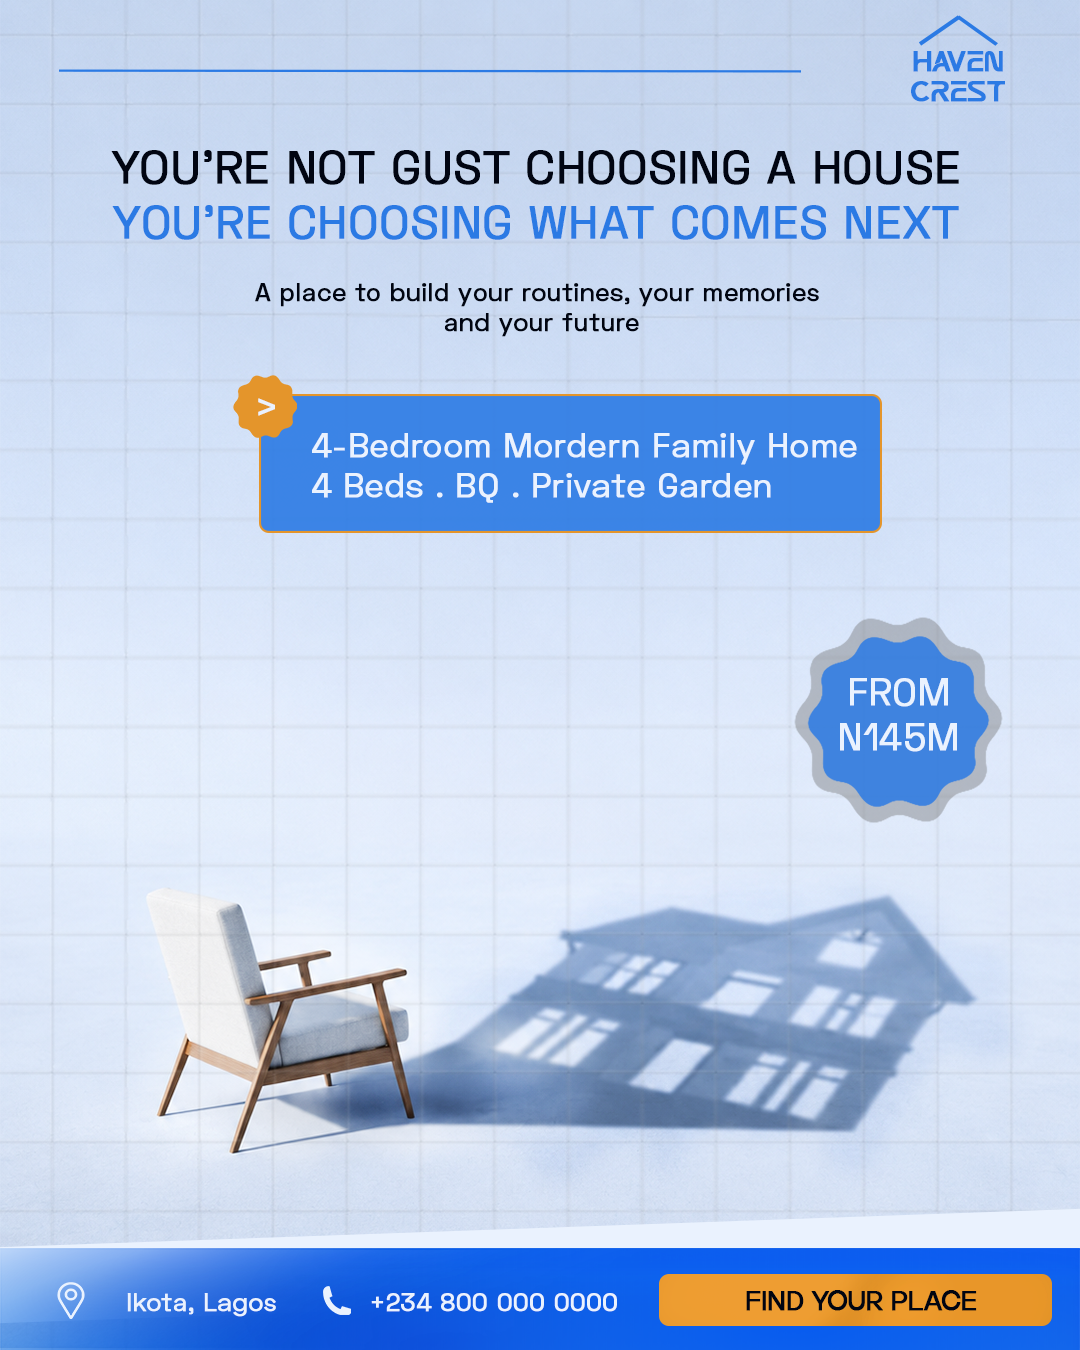 HAVEN
CREST
YOU’RE NOT GUST CHOOSING A HOUSE
YOU’RE CHOOSING WHAT COMES NEXT
A place to build your routines, your memories
and your future
>
4-Bedroom Mordern Family Home
4 Beds . BQ . Private Garden
FROM
N145M
Ikota, Lagos
+234 800 000 0000
FIND YOUR PLACE